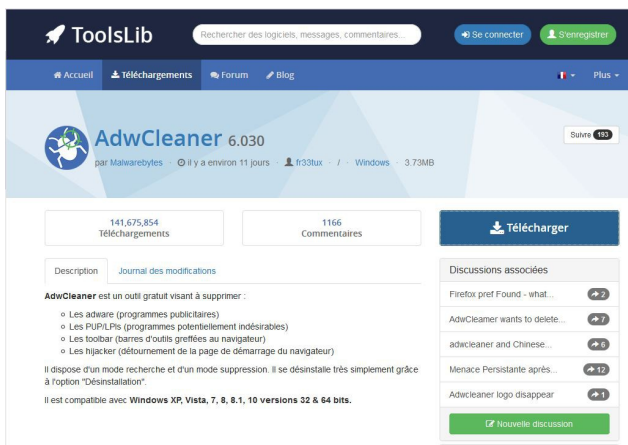 ToolsLib
Rechercher des logiciels, messages, commentaires...
Se connecter
S'enregistrer
Accueil
Téléchargements
Forum
Blog
Plus
AdwCleaner 6.030
Suivre 193
par Malwarebytes · il y a environ 11 jours · fr33tux · / · Windows · 3.73MB
141,675,854
Téléchargements
1166
Commentaires
Télécharger
Description
Journal des modifications
AdwCleaner est un outil gratuit visant à supprimer :
Les adware (programmes publicitaires)
Les PUP/LPIs (programmes potentiellement indésirables)
Les toolbar (barres d'outils greffées au navigateur)
Les hijacker (détournement de la page de démarrage du navigateur)
Il dispose d'un mode recherche et d'un mode suppression. Il se désinstalle très simplement grâce
à l'option "Désinstallation".
Il est compatible avec Windows XP, Vista, 7, 8, 8.1, 10 versions 32 & 64 bits.
Discussions associées
Firefox pref Found - what... 2
AdwCleamer wants to delete... 7
adwcleaner and Chinese... 6
Menace Persistante après... 12
Adwcleaner logo disappear 1
Nouvelle discussion